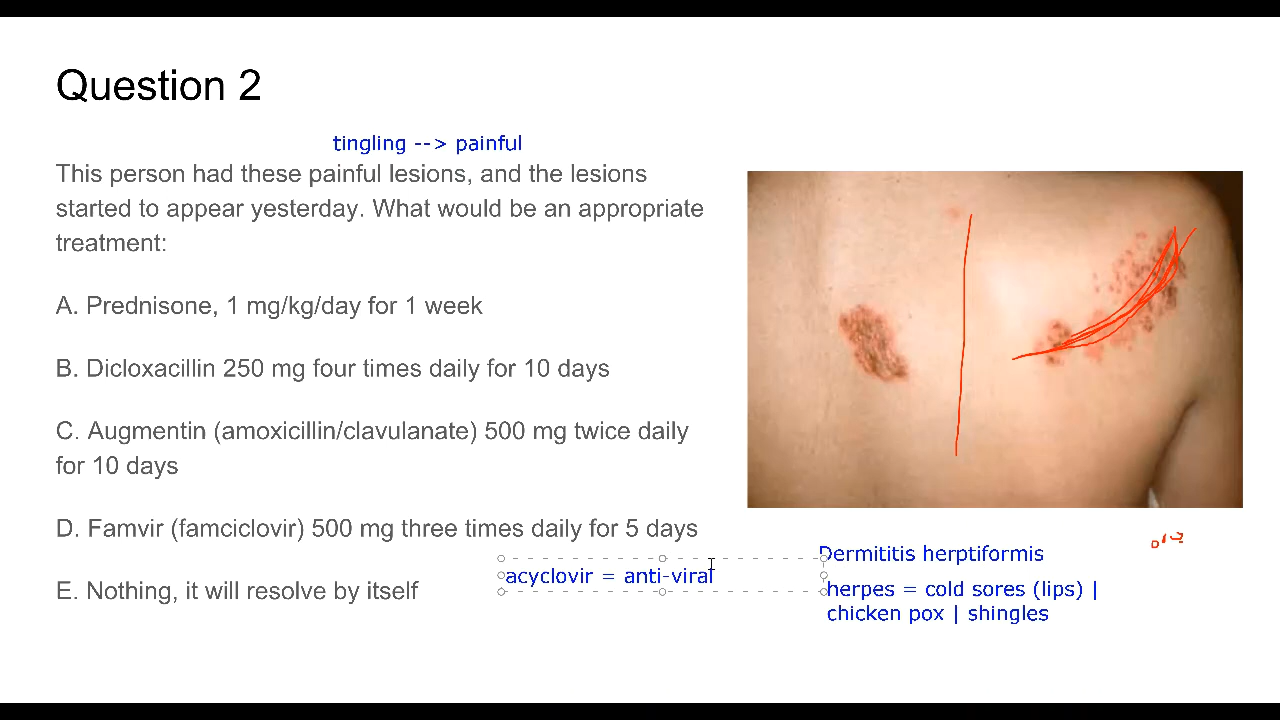 Question 2
tingling --> painful
This person had these painful lesions, and the lesions
started to appear yesterday. What would be an appropriate
treatment:
A. Prednisone, 1 mg/kg/day for 1 week
B. Dicloxacillin 250 mg four times daily for 10 days
C. Augmentin (amoxicillin/clavulanate) 500 mg twice daily
for 10 days
D. Famvir (famciclovir) 500 mg three times daily for 5 days
E. Nothing, it will resolve by itself
acyclovir = anti-viral
Dermititis herptiformis
herpes = cold sores (lips) |
chicken pox | shingles